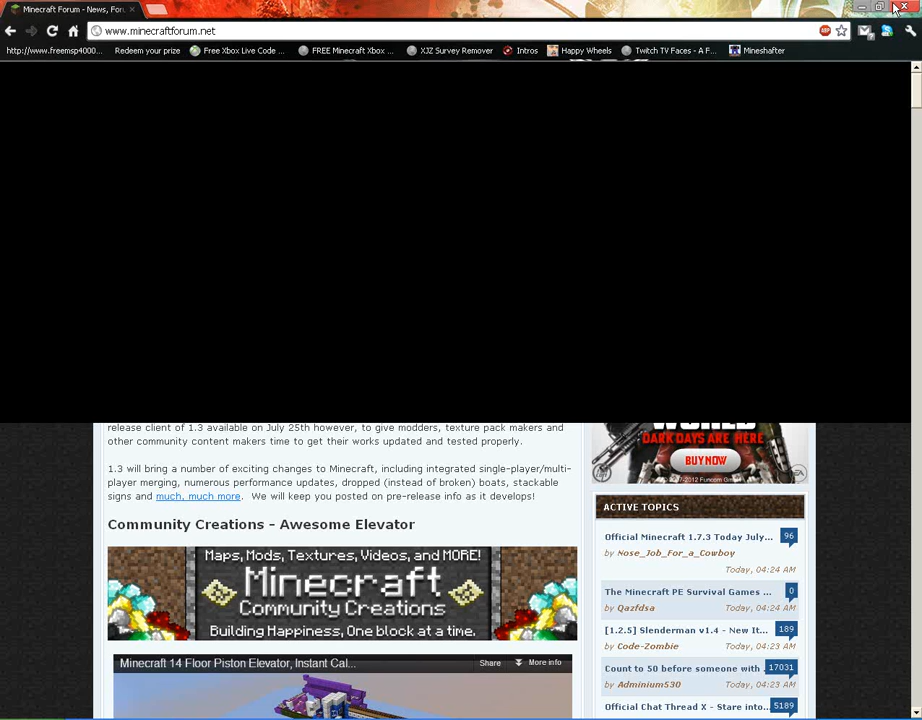 Minecraft Forum - News, For
www.minecraftforum.net
http://www.freemsp4000...
Redeem your prize
Free Xbox Live Code ...
FREE Minecraft Xbox ...
XJZ Survey Remover
Intros
Happy Wheels
Twitch TV Faces - A F...
Mineshafter
release client of 1.3 available on July 25th however, to give modders, texture pack makers and
other community content makers time to get their works updated and tested properly.
1.3 will bring a number of exciting changes to Minecraft, including integrated single-player/multi-
player merging, numerous performance updates, dropped (instead of broken) boats, stackable
signs and much, much more. We will keep you posted on pre-release info as it develops!
Community Creations - Awesome Elevator
Maps, Mods, Textures, Videos, and MORE!
Minecraft
Community Creations
Building Happiness, One block at a time.
Minecraft 14 Floor Piston Elevator, Instant Cal...
Share
More info
WORLD
DARK DAYS ARE HERE
BUY NOW
ACTIVE TOPICS
Official Minecraft 1.7.3 Today July... 96
by Nose_Job_For_a_Cowboy
Today, 04:24 AM
The Minecraft PE Survival Games ... 0
by Qazfdsa Today, 04:24 AM
[1.2.5] Slenderman v1.4 - New It... 189
by Code-Zombie Today, 04:23 AM
Count to 50 before someone with 17031
by Adminium530 Today, 04:23 AM
Official Chat Thread X - Stare into... 5189